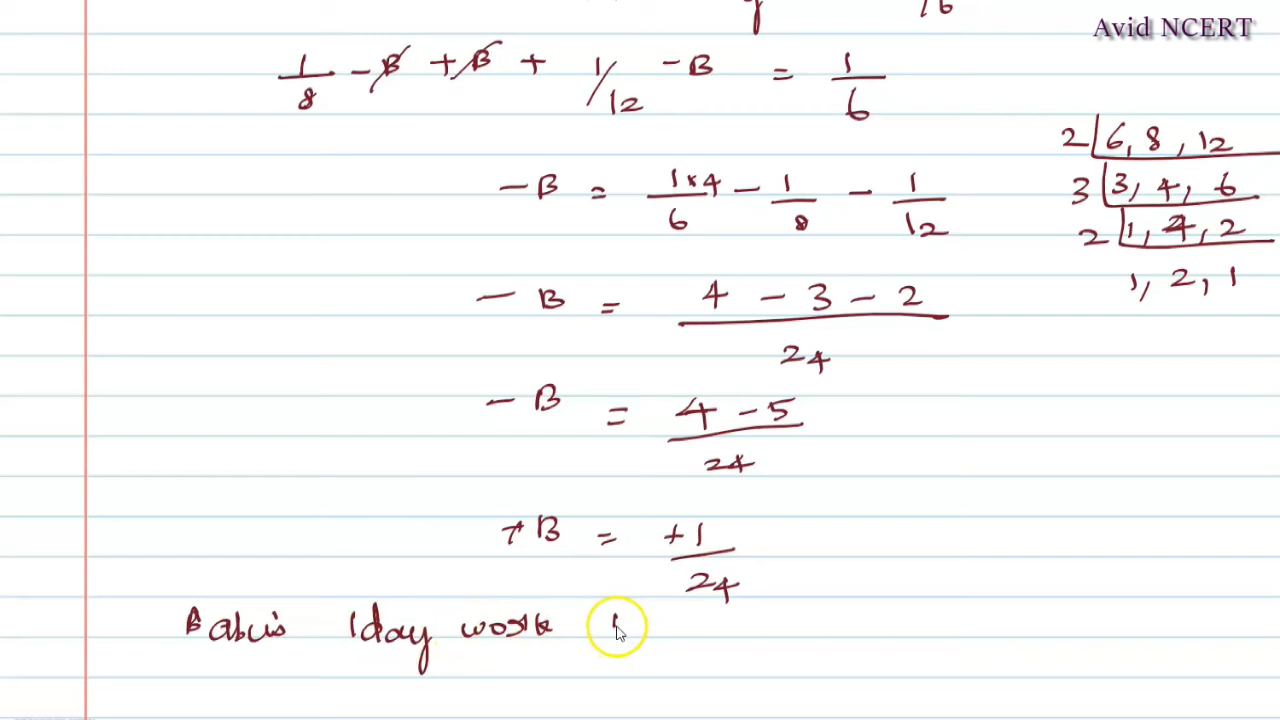 Avid NCERT
y 1/6
1/8 - B + B + 1/12 - B = 1/6
2 | 6, 8, 12
3 | 3, 4, 6
2 | 1, 4, 2
1, 2, 1
- B = 1×4/6 - 1/8 - 1/12
- B = 4 - 3 - 2/24
- B = 4 - 5/24
+ B = +1/24
Babu's 1day work 1